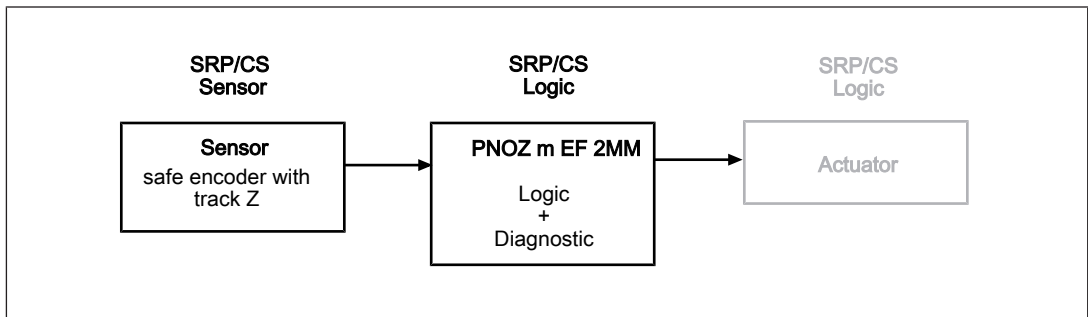 SRP/CS
Sensor
SRP/CS
Logic
SRP/CS
Logic
Sensor
safe encoder with
track Z
PNOZ m EF 2MM
Logic
+
Diagnostic
Actuator